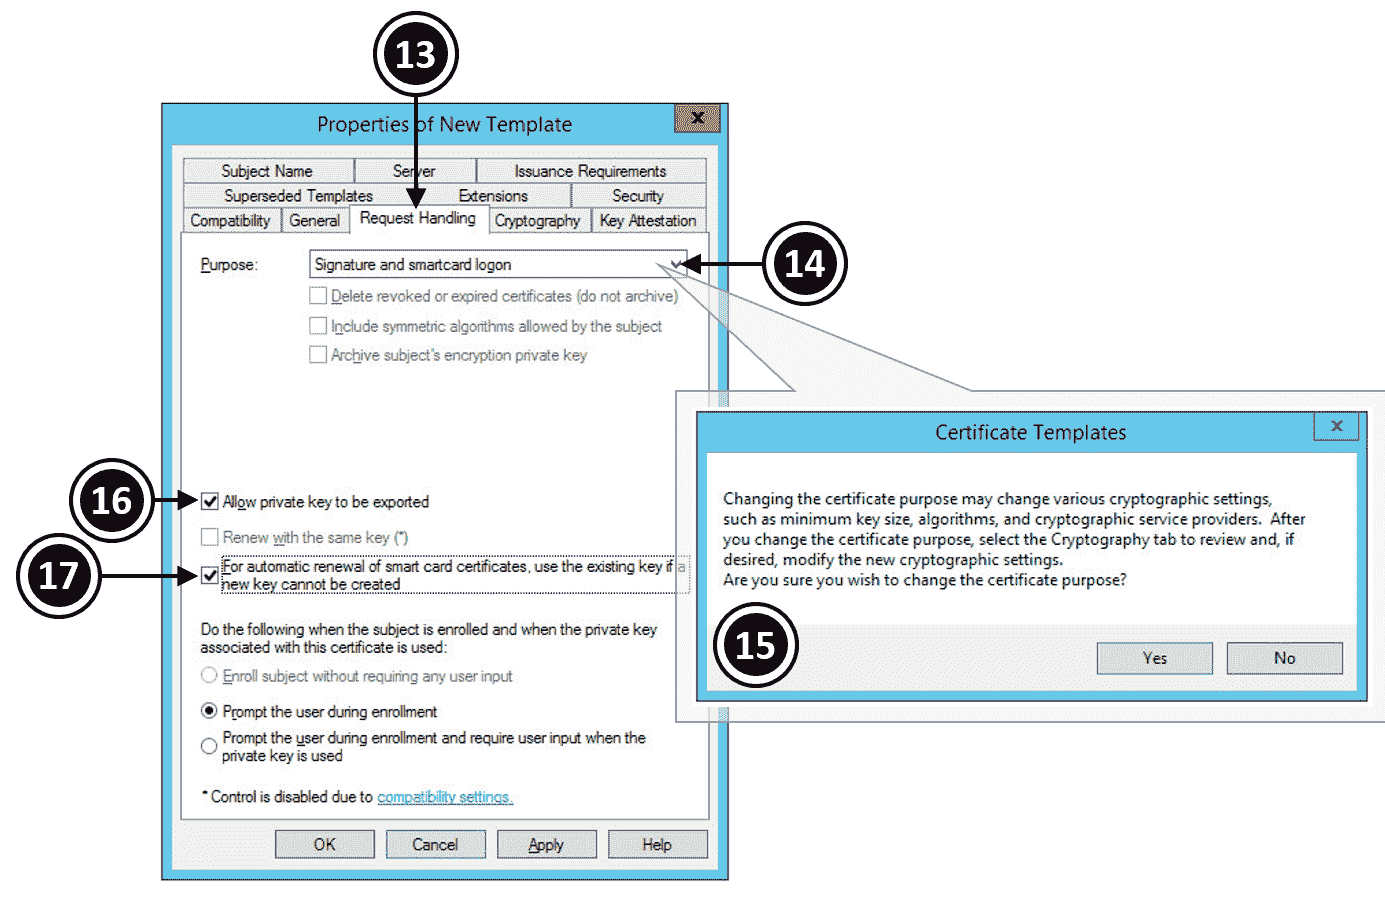 13
Properties of New Template
x
Subject Name Server Issuance Requirements
Superseded Templates Extensions Security
Compatibility General Request Handling Cryptography Key Attestation
Purpose: Signature and smartcard logon
14
Delete revoked or expired certificates (do not archive)
Include symmetric algorithms allowed by the subject
Archive subject's encryption private key
Certificate Templates
x
16
Allow private key to be exported
Renew with the same key (*)
17
For automatic renewal of smart card certificates, use the existing key if a
new key cannot be created
Changing the certificate purpose may change various cryptographic settings,
such as minimum key size, algorithms, and cryptographic service providers. After
you change the certificate purpose, select the Cryptography tab to review and, if
desired, modify the new cryptographic settings.
Are you sure you wish to change the certificate purpose?
15
Yes No
Do the following when the subject is enrolled and when the private key
associated with this certificate is used:
Enroll subject without requiring any user input
Prompt the user during enrollment
Prompt the user during enrollment and require user input when the
private key is used
* Control is disabled due to compatibility settings.
OK Cancel Apply Help